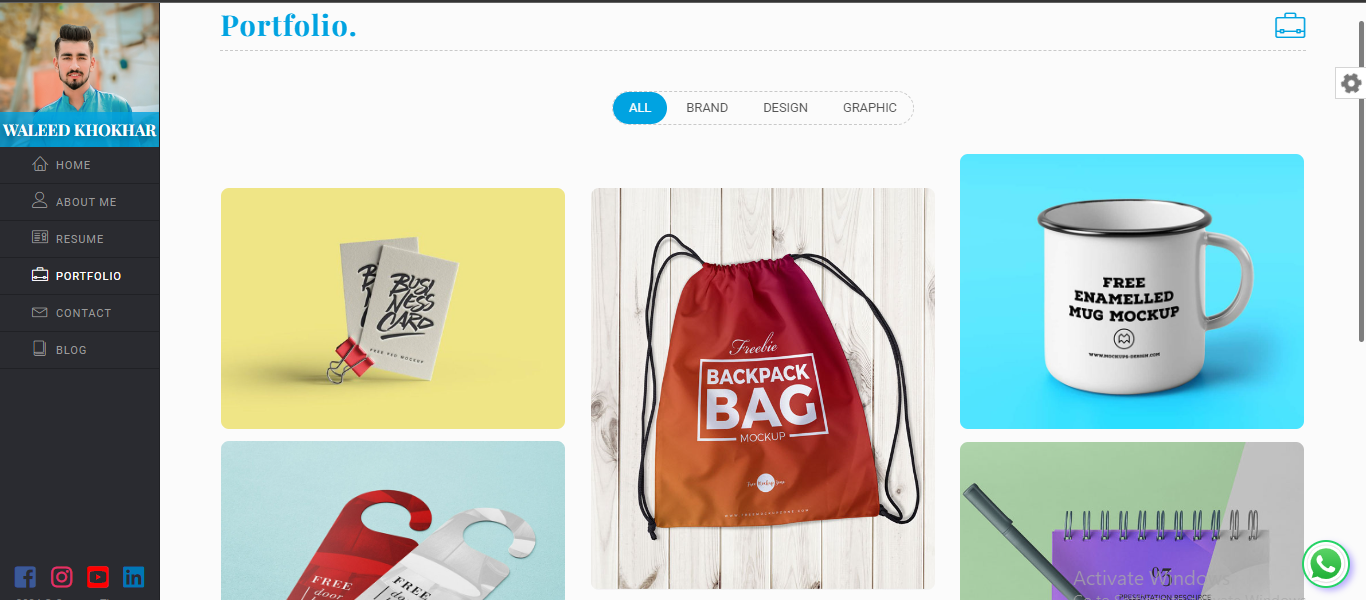 Portfolio.
WALEED KHOKHAR
HOME
ABOUT ME
RESUME
PORTFOLIO
CONTACT
BLOG
ALL
BRAND
DESIGN
GRAPHIC
BUSI
NESS
CARD
FREE PSD MOCKUP
Freebie
BACKPACK
BAG
MOCKUP
FREE
ENAMELLED
MUG MOCKUP
WWW.MOCKUPS-DESIGN.COM
FREE
door
FREE
door
PRESENTATION RESOURCE
Activate Windows